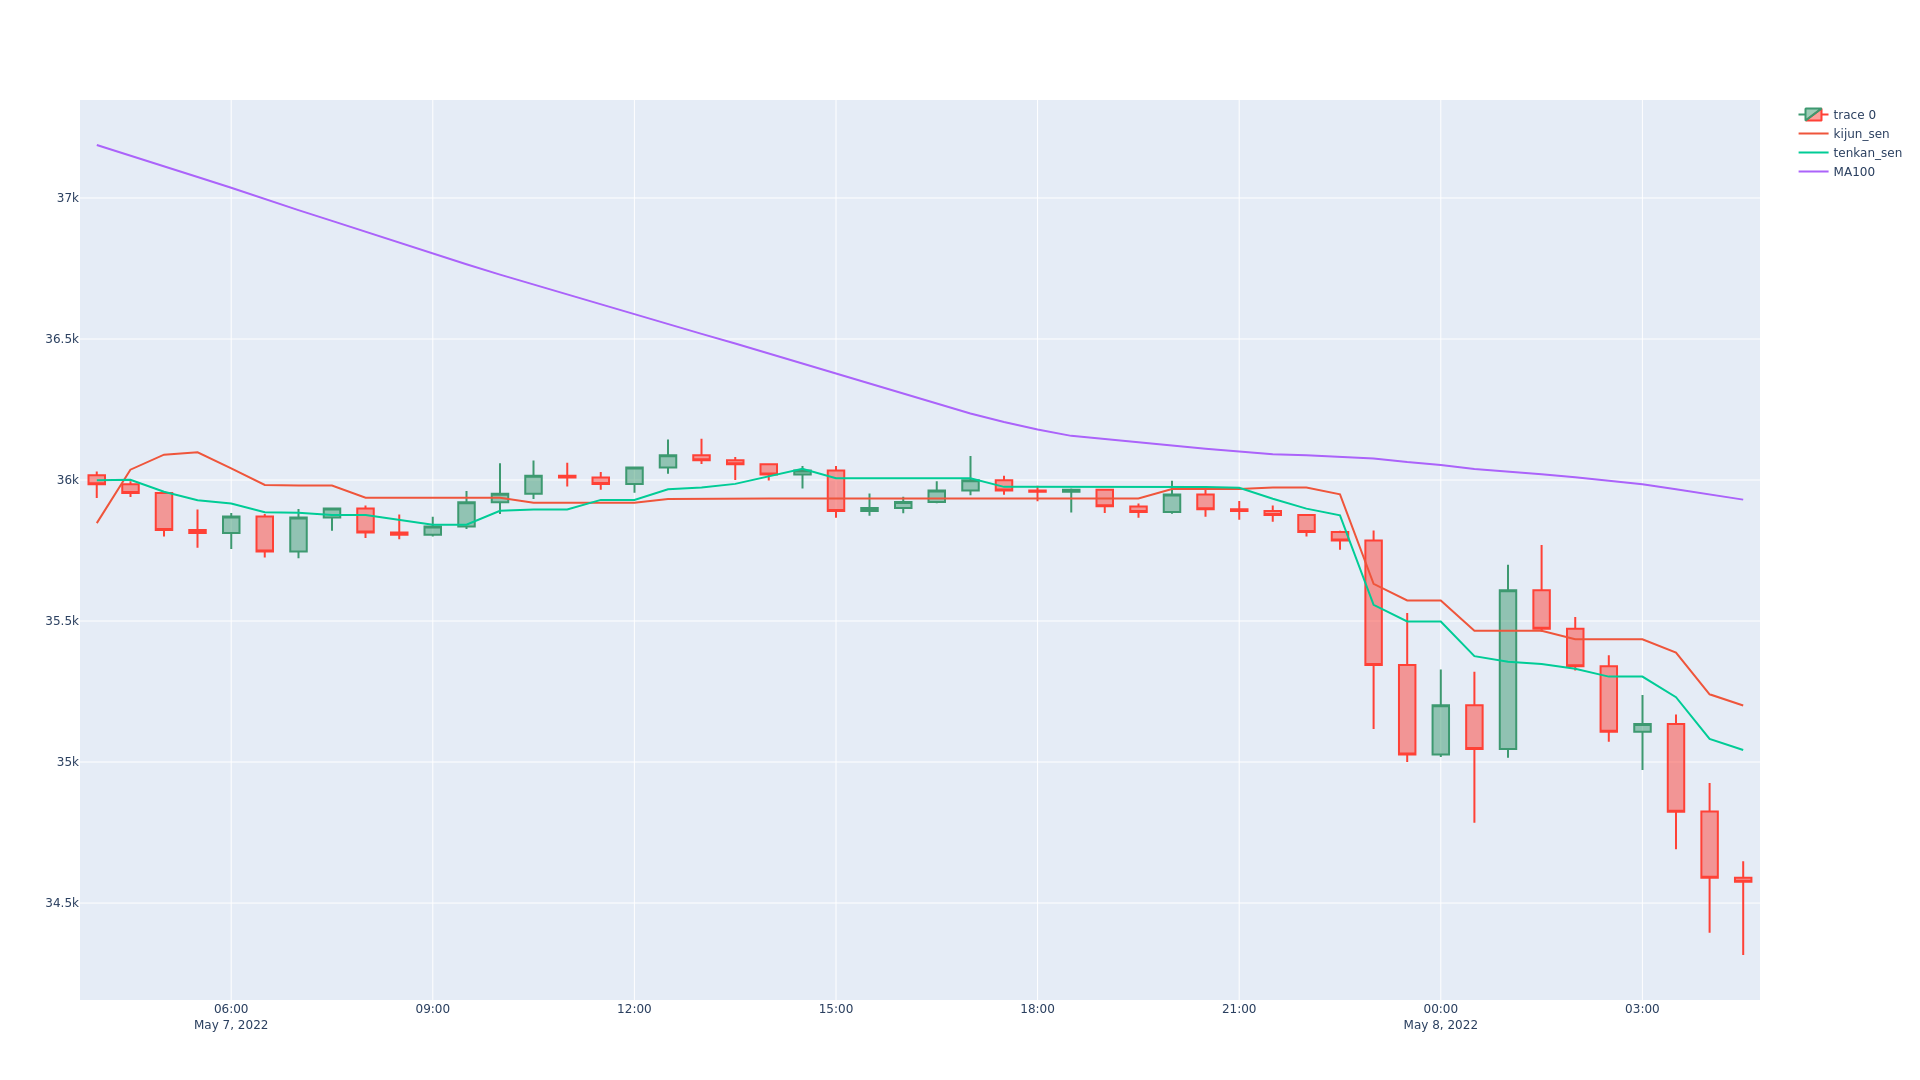 trace 0
kijun_sen
tenkan_sen
MA100
37k
36.5k
36k
35.5k
35k
34.5k
06:00
May 7, 2022
09:00
12:00
15:00
18:00
21:00
00:00
May 8, 2022
03:00